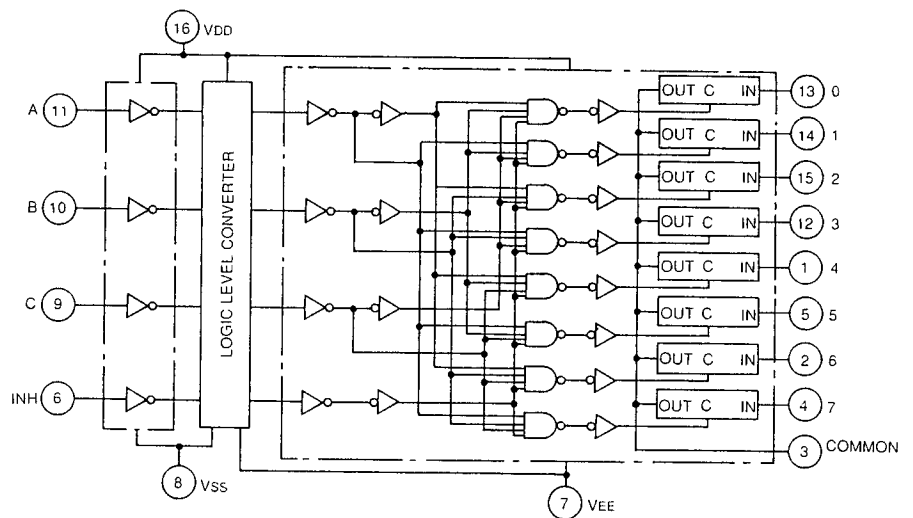 16 VDD
A 11
B 10
C 9
INH 6
LOGIC LEVEL CONVERTER
OUT C IN 13 0
OUT C IN 14 1
OUT C IN 15 2
OUT C IN 12 3
OUT C IN 1 4
OUT C IN 5 5
OUT C IN 2 6
OUT C IN 4 7
3 COMMON
8 VSS
7 VEE